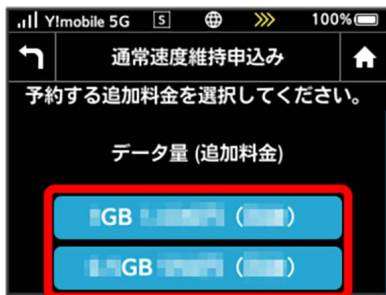 Y!mobile 5G S 100%
通常速度維持申込み
予約する追加料金を選択してください。
データ量 (追加料金)
GB ( )
GB ( )